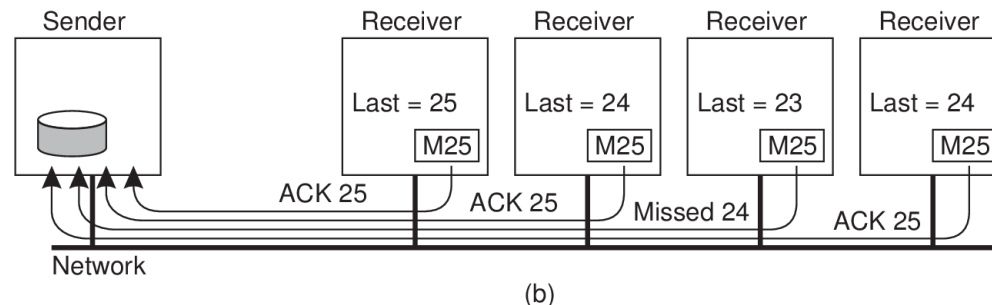 Sender Receiver Receiver Receiver Receiver
Last = 25 Last = 24 Last = 23 Last = 24
M25 M25 M25 M25
ACK 25 ACK 25 Missed 24 ACK 25
Network
(b)